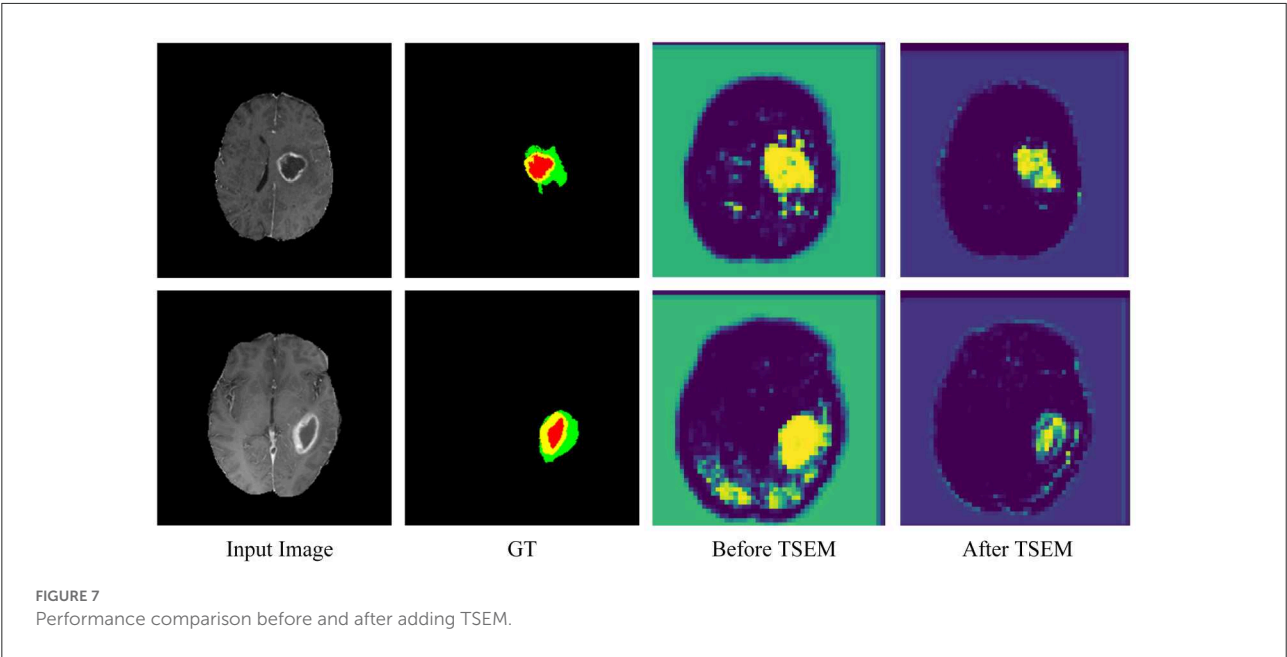 Input Image GT Before TSEM After TSEM
FIGURE 7
Performance comparison before and after adding TSEM.